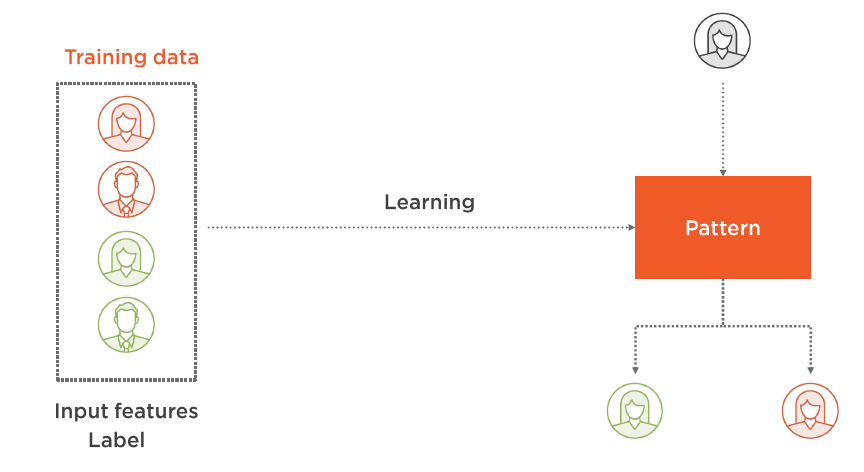 Training data
Learning
Pattern
Input features
Label